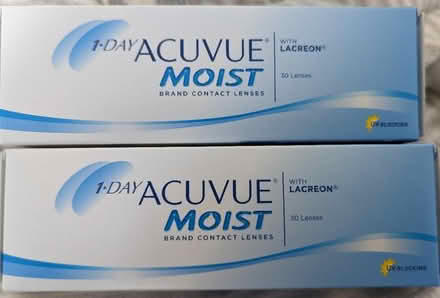 1·DAY ACUVUE®
MOIST
BRAND CONTACT LENSES
WITH
LACREON®
30 Lenses
UV BLOCKING
1·DAY ACUVUE®
MOIST
BRAND CONTACT LENSES
WITH
LACREON®
30 Lenses
UV BLOCKING